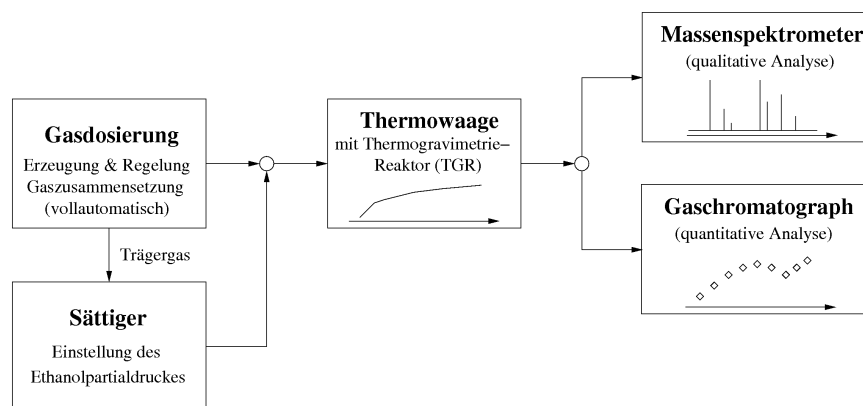 Gasdosierung
Erzeugung & Regelung
Gaszusammensetzung
(vollautomatisch)
Trägergas
Sättiger
Einstellung des
Ethanolpartialdruckes
Thermowaage
mit Thermogravimetrie–
Reaktor (TGR)
Massenspektrometer
(qualitative Analyse)
Gaschromatograph
(quantitative Analyse)